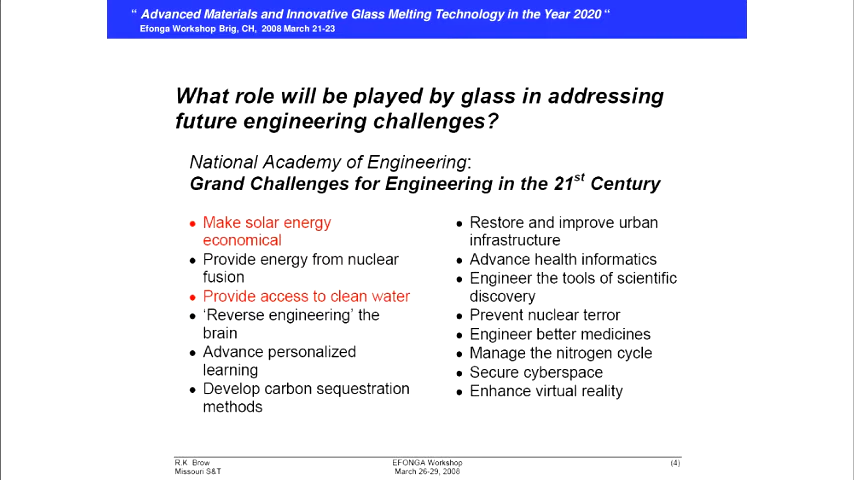 “ Advanced Materials and Innovative Glass Melting Technology in the Year 2020 “
Efonga Workshop Brig, CH, 2008 March 21-23
What role will be played by glass in addressing
future engineering challenges?
National Academy of Engineering:
Grand Challenges for Engineering in the 21st Century
• Make solar energy
economical
• Provide energy from nuclear
fusion
• Provide access to clean water
• ‘Reverse engineering’ the
brain
• Advance personalized
learning
• Develop carbon sequestration
methods
• Restore and improve urban
infrastructure
• Advance health informatics
• Engineer the tools of scientific
discovery
• Prevent nuclear terror
• Engineer better medicines
• Manage the nitrogen cycle
• Secure cyberspace
• Enhance virtual reality
R.K Brow
Missouri S&T
EFONGA Workshop
March 26-29, 2008
(4)